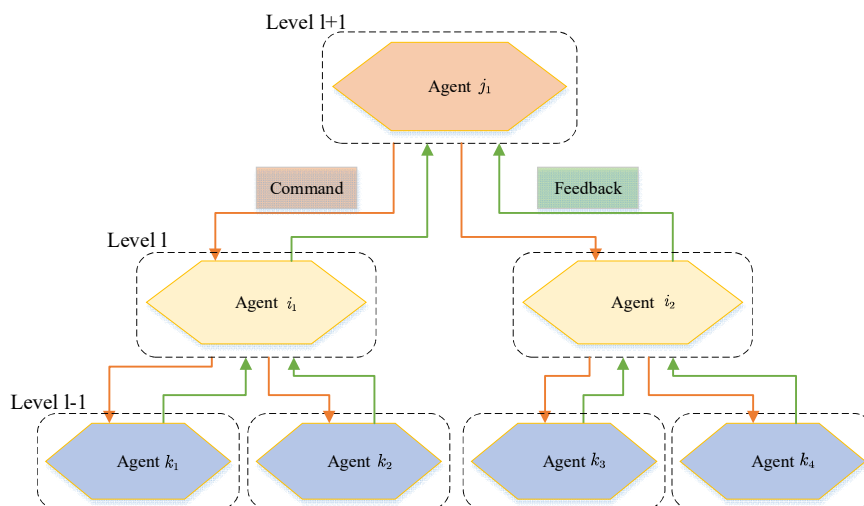 Level l+1
Agent j₁
Command
Feedback
Level l
Agent i₁
Agent i₂
Level l-1
Agent k₁
Agent k₂
Agent k₃
Agent k₄